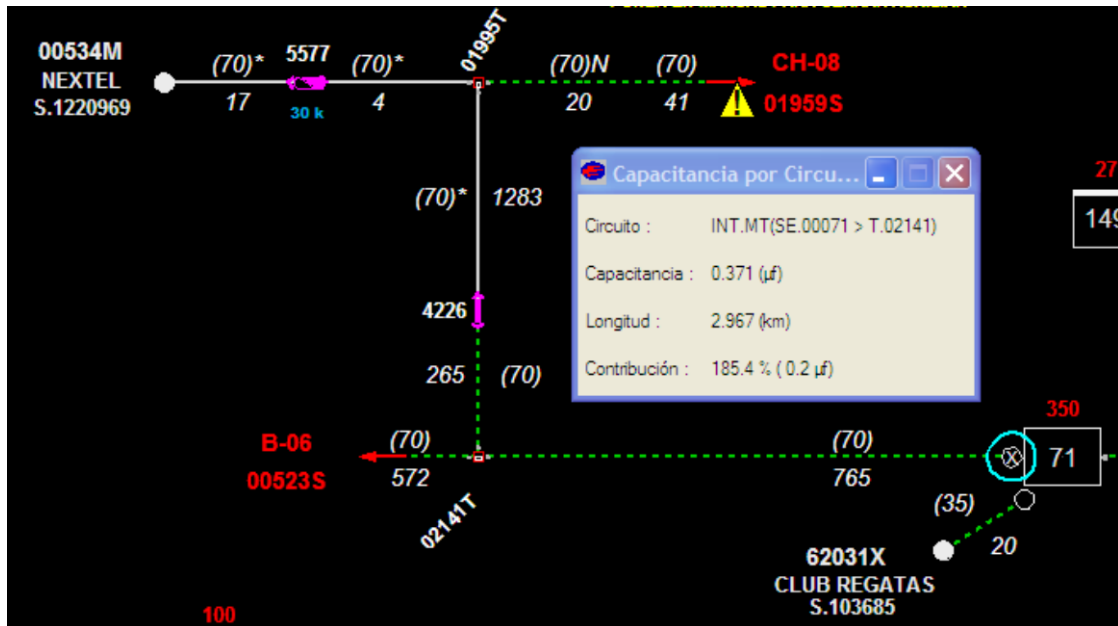 00534M
NEXTEL
S.1220969
(70)*
5577
(70)*
01995T
(70)N
(70)
CH-08
17
30 k
4
20
41
01959S
(70)*
1283
Capacitancia por Circu...
Circuito :
INT.MT(SE.00071 > T.02141)
Capacitancia :
0.371 (µf)
Longitud :
2.967 (km)
Contribución :
185.4 % ( 0.2 µf)
27
149
4226
265
(70)
350
B-06
(70)
(70)
71
00523S
572
765
02141T
(35)
20
62031X
CLUB REGATAS
S.103685
100